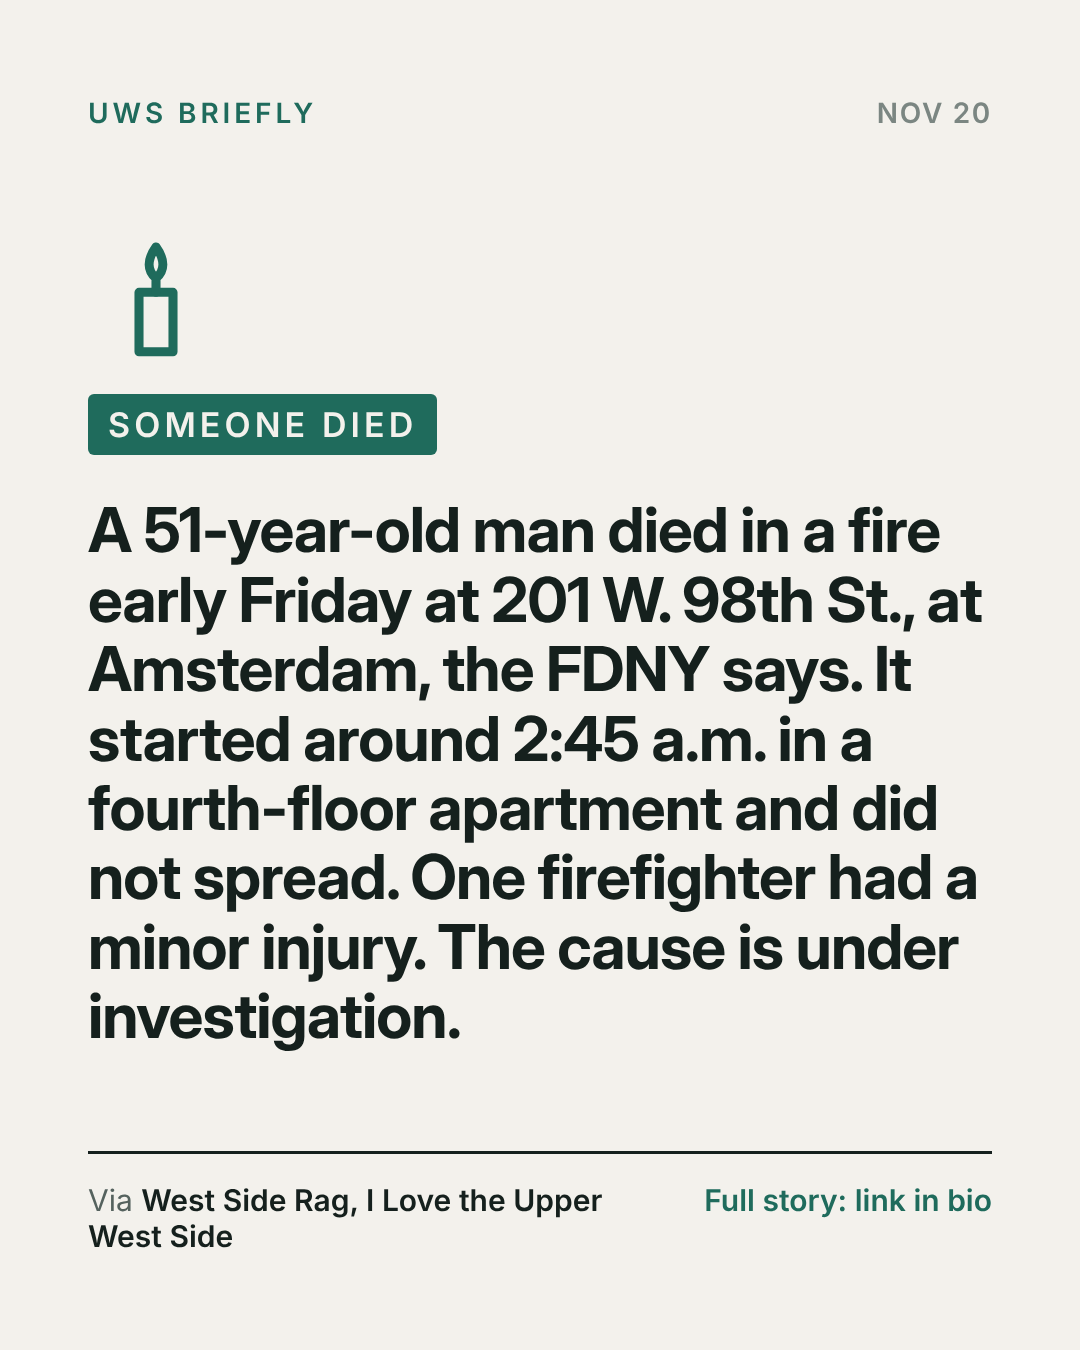 UWS BRIEFLY
NOV 20
SOMEONE DIED
A 51-year-old man died in a fire
early Friday at 201 W. 98th St., at
Amsterdam, the FDNY says. It
started around 2:45 a.m. in a
fourth-floor apartment and did
not spread. One firefighter had a
minor injury. The cause is under
investigation.
Via West Side Rag, I Love the Upper
West Side
Full story: link in bio